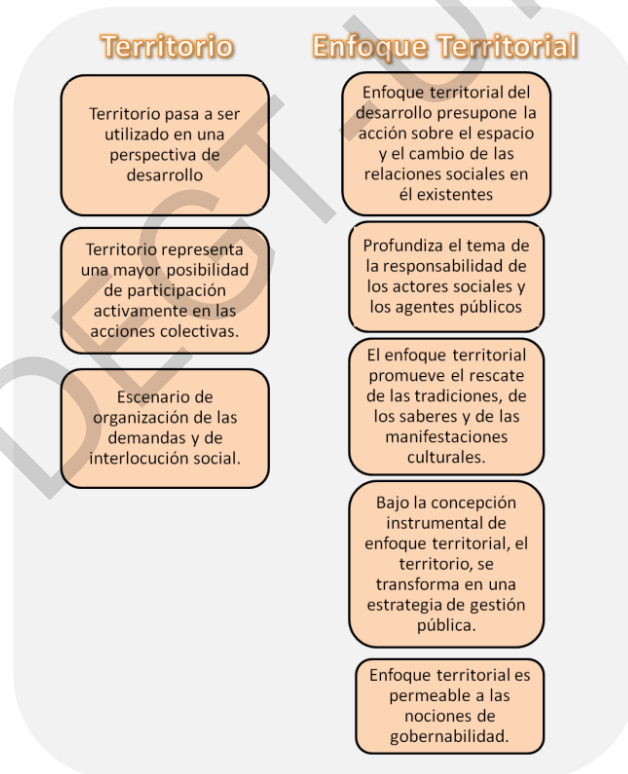 Territorio
Territorio pasa a ser
utilizado en una
perspectiva de
desarrollo
Territorio representa
una mayor posibilidad
de participación
activamente en las
acciones colectivas.
Escenario de
organización de las
demandas y de
interlocución social.
Enfoque Territorial
Enfoque territorial del
desarrollo presupone la
acción sobre el espacio
y el cambio de las
relaciones sociales en
él existentes
Profundiza el tema de
la responsabilidad de
los actores sociales y
los agentes públicos
El enfoque territorial
promueve el rescate
de las tradiciones, de
los saberes y de las
manifestaciones
culturales.
Bajo la concepción
instrumental de
enfoque territorial, el
territorio, se
transforma en una
estrategia de gestión
pública.
Enfoque territorial es
permeable a las
nociones de
gobernabilidad.